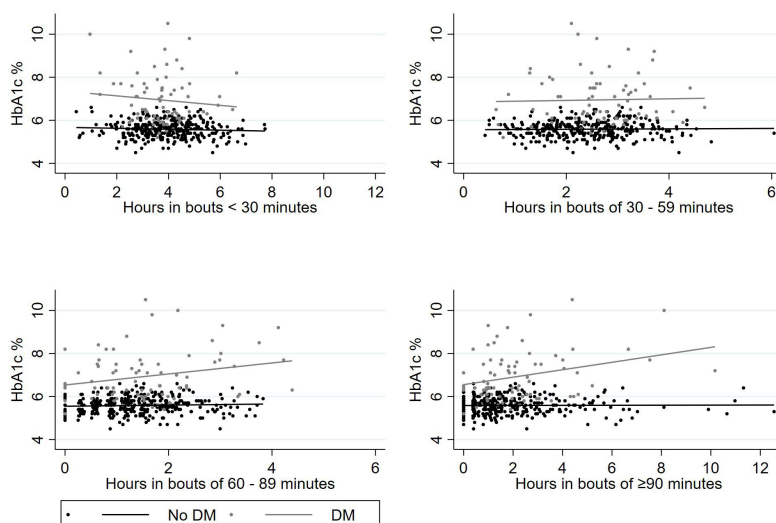 10
8
6
4
HbA1c %
0 2 4 6 8 10 12
Hours in bouts < 30 minutes
10
8
6
4
HbA1c %
0 2 4 6
Hours in bouts of 30 - 59 minutes
10
8
6
4
HbA1c %
0 2 4 6
Hours in bouts of 60 - 89 minutes
10
8
6
4
HbA1c %
0 2 4 6 8 10 12
Hours in bouts of ≥90 minutes
No DM DM